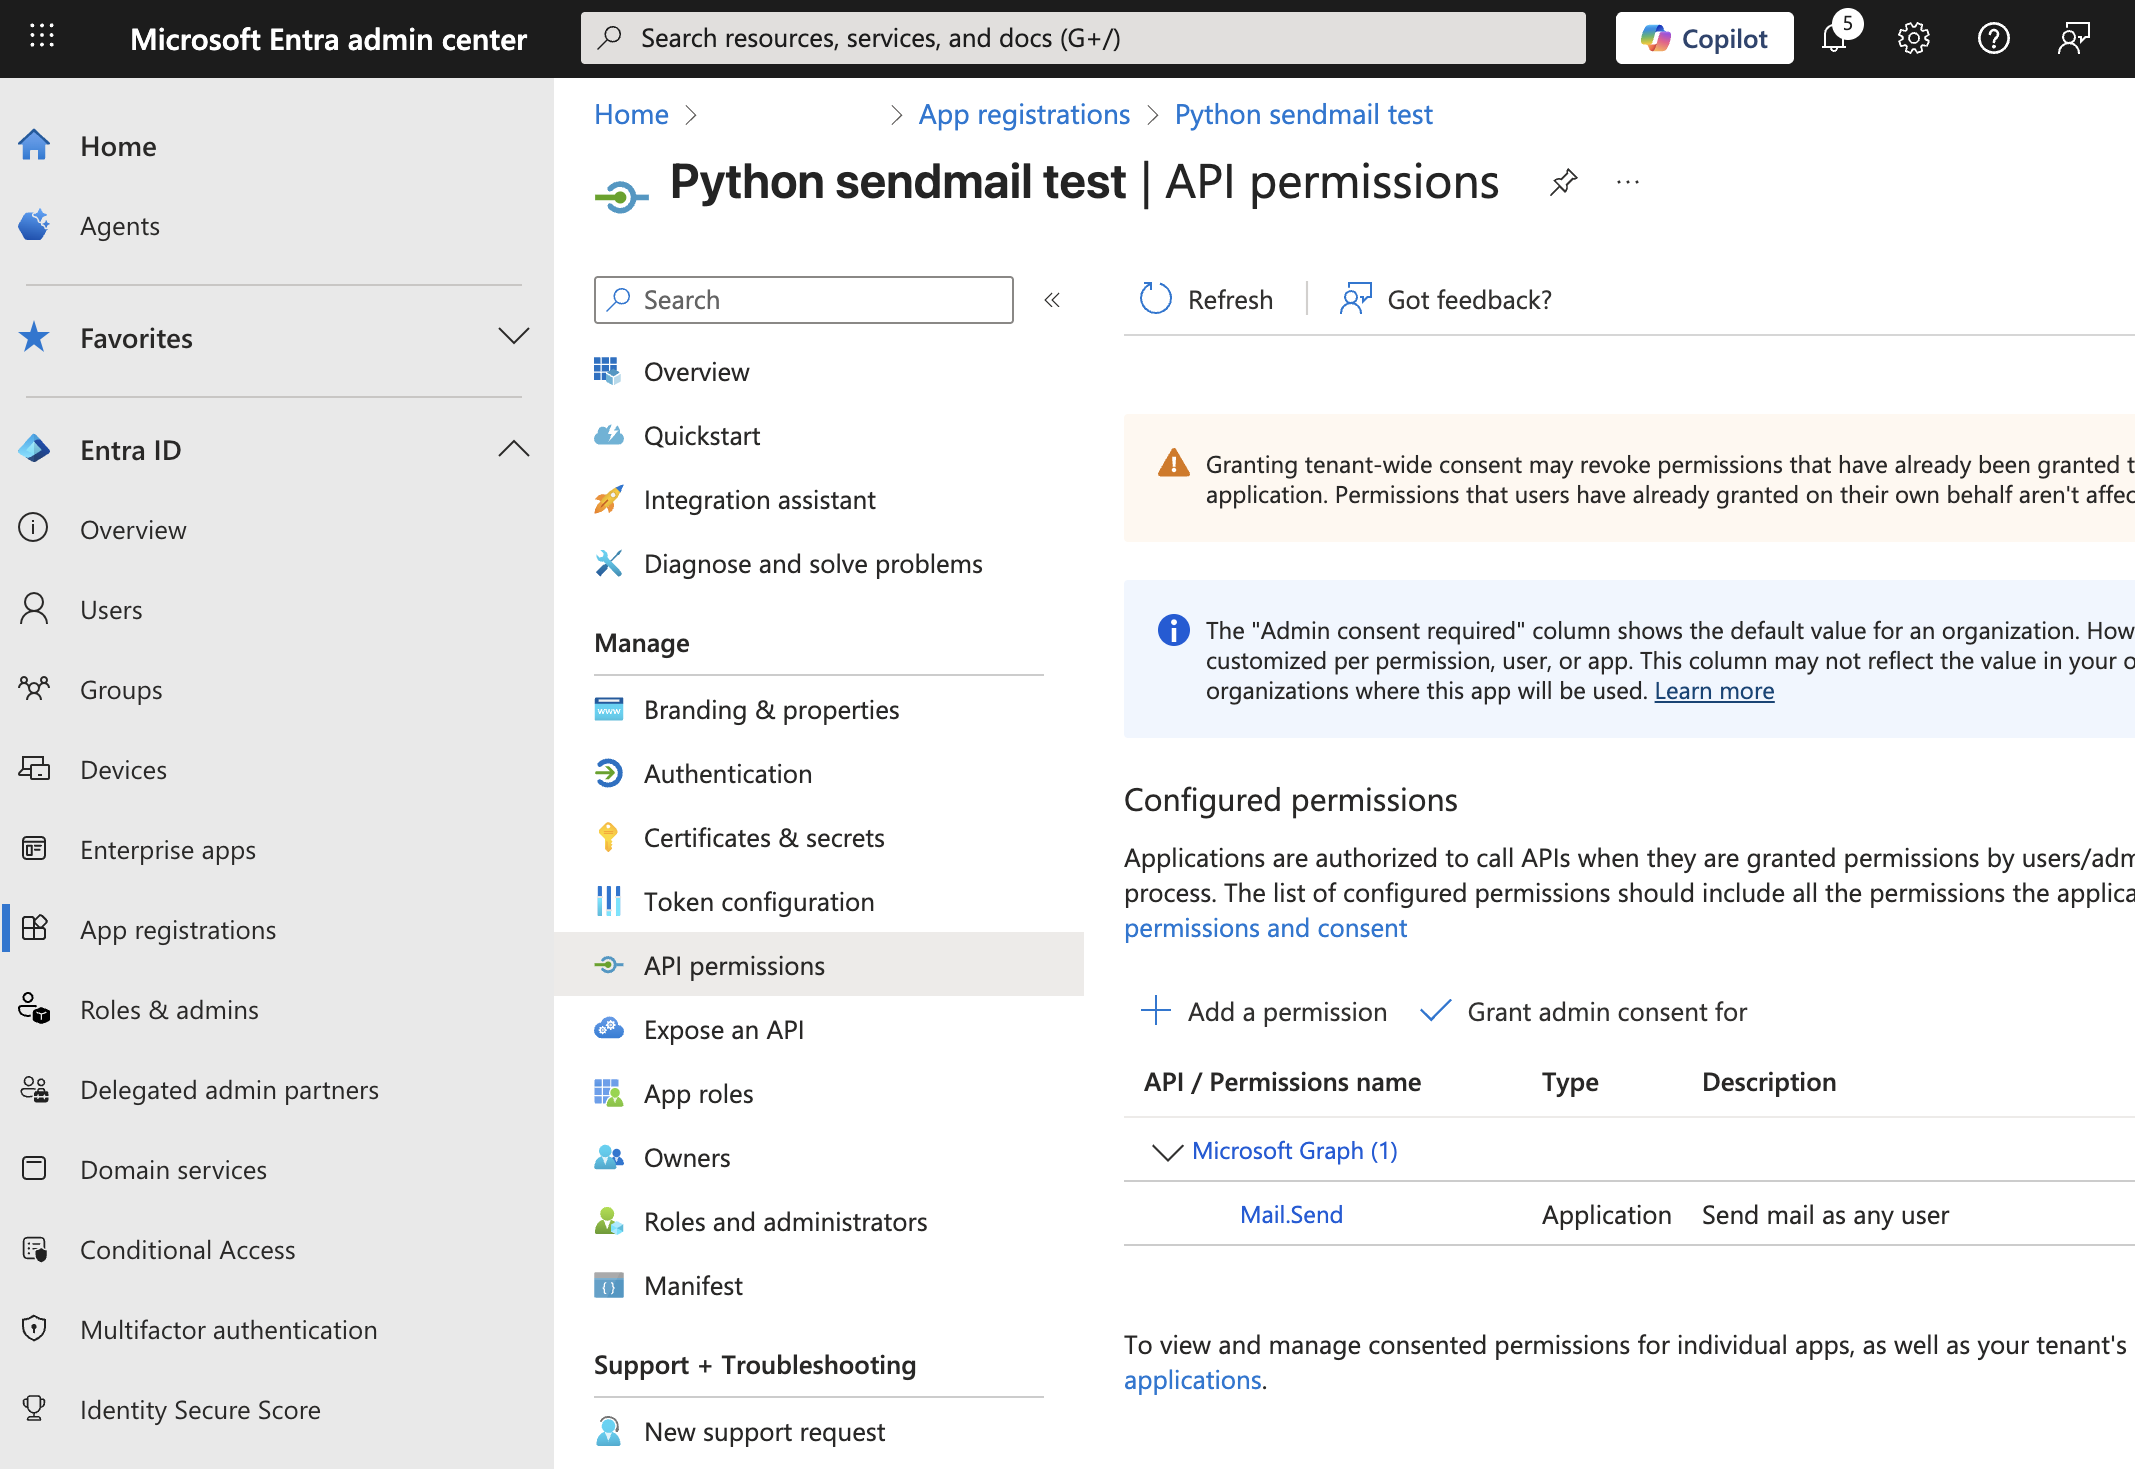 Microsoft Entra admin center
Search resources, services, and docs (G+/)
Copilot
5
Home
Agents
Favorites
Entra ID
Overview
Users
Groups
Devices
Enterprise apps
App registrations
Roles & admins
Delegated admin partners
Domain services
Conditional Access
Multifactor authentication
Identity Secure Score
Home > > App registrations > Python sendmail test
Python sendmail test | API permissions
Search
Overview
Quickstart
Integration assistant
Diagnose and solve problems
Manage
Branding & properties
Authentication
Certificates & secrets
Token configuration
API permissions
Expose an API
App roles
Owners
Roles and administrators
Manifest
Support + Troubleshooting
New support request
Refresh
Got feedback?
Granting tenant-wide consent may revoke permissions that have already been granted t
application. Permissions that users have already granted on their own behalf aren't affec
The "Admin consent required" column shows the default value for an organization. How
customized per permission, user, or app. This column may not reflect the value in your o
organizations where this app will be used. Learn more
Configured permissions
Applications are authorized to call APIs when they are granted permissions by users/adm
process. The list of configured permissions should include all the permissions the applica
permissions and consent
Add a permission
Grant admin consent for
API / Permissions name Type Description
Microsoft Graph (1)
Mail.Send Application Send mail as any user
To view and manage consented permissions for individual apps, as well as your tenant's
applications.